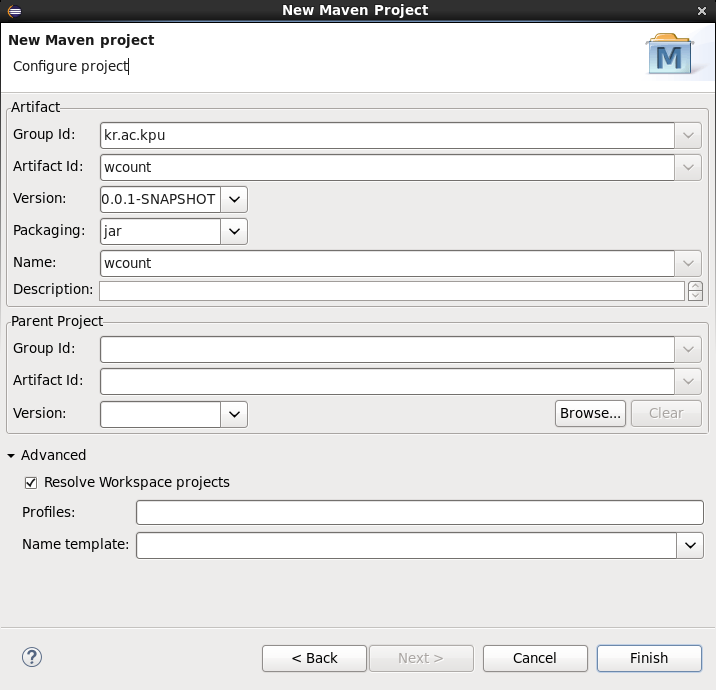 New Maven Project
New Maven project
Configure project
M
Artifact
Group Id: kr.ac.kpu
Artifact Id: wcount
Version: 0.0.1-SNAPSHOT
Packaging: jar
Name: wcount
Description:
Parent Project
Group Id:
Artifact Id:
Version: Browse... Clear
Advanced
Resolve Workspace projects
Profiles:
Name template:
? < Back Next > Cancel Finish